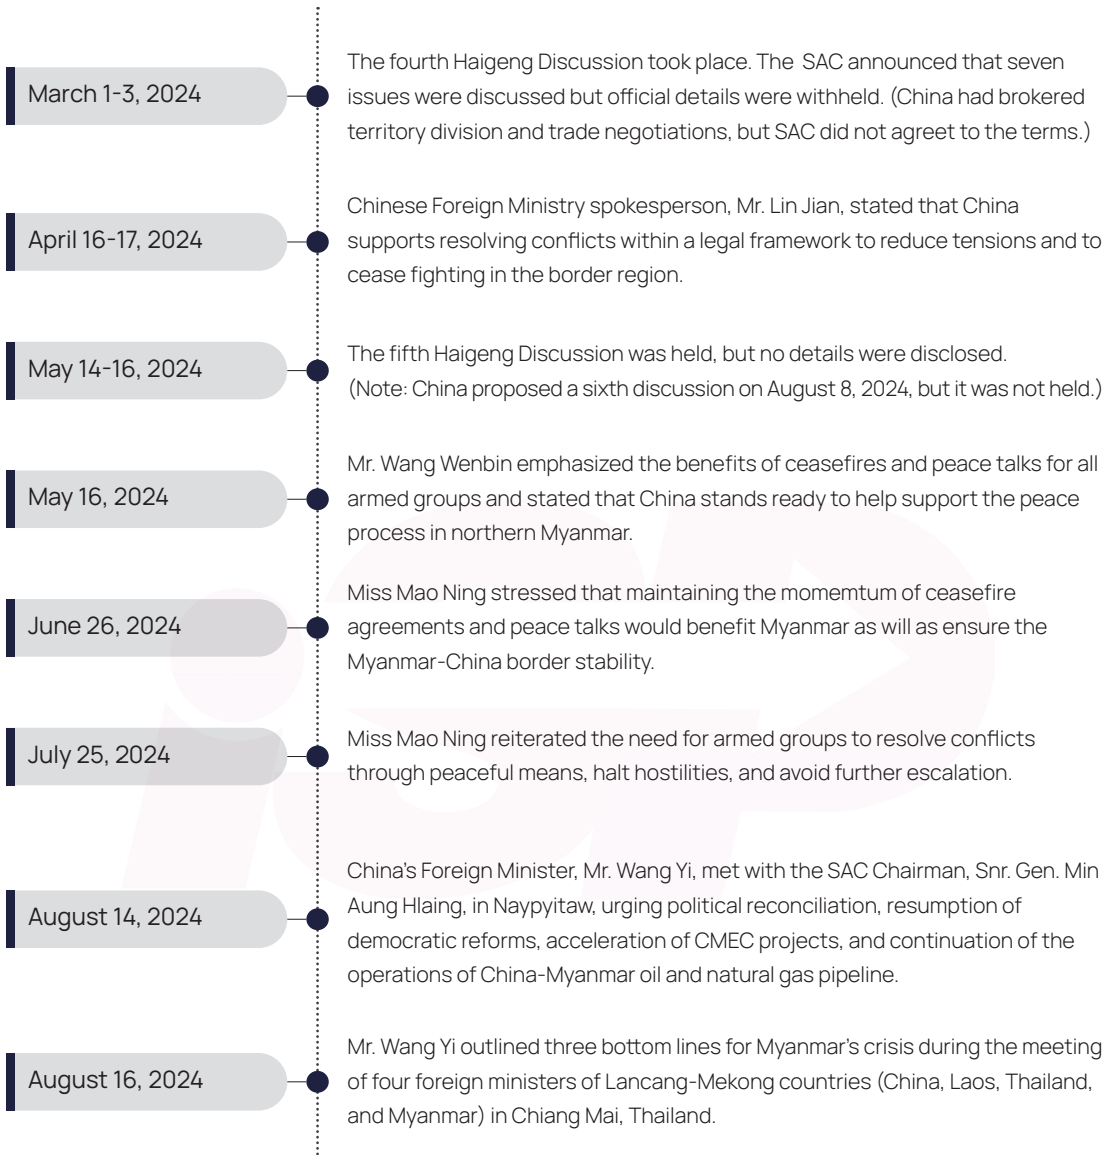 March 1-3, 2024
The fourth Haigeng Discussion took place. The SAC announced that seven
issues were discussed but official details were withheld. (China had brokered
territory division and trade negotiations, but SAC did not agreet to the terms.)
April 16-17, 2024
Chinese Foreign Ministry spokesperson, Mr. Lin Jian, stated that China
supports resolving conflicts within a legal framework to reduce tensions and to
cease fighting in the border region.
May 14-16, 2024
The fifth Haigeng Discussion was held, but no details were disclosed.
(Note: China proposed a sixth discussion on August 8, 2024, but it was not held.)
May 16, 2024
Mr. Wang Wenbin emphasized the benefits of ceasefires and peace talks for all
armed groups and stated that China stands ready to help support the peace
process in northern Myanmar.
June 26, 2024
Miss Mao Ning stressed that maintaining the momemtum of ceasefire
agreements and peace talks would benefit Myanmar as will as ensure the
Myanmar-China border stability.
July 25, 2024
Miss Mao Ning reiterated the need for armed groups to resolve conflicts
through peaceful means, halt hostilities, and avoid further escalation.
August 14, 2024
China's Foreign Minister, Mr. Wang Yi, met with the SAC Chairman, Snr. Gen. Min
Aung Hlaing, in Naypyitaw, urging political reconciliation, resumption of
democratic reforms, acceleration of CMEC projects, and continuation of the
operations of China-Myanmar oil and natural gas pipeline.
August 16, 2024
Mr. Wang Yi outlined three bottom lines for Myanmar's crisis during the meeting
of four foreign ministers of Lancang-Mekong countries (China, Laos, Thailand,
and Myanmar) in Chiang Mai, Thailand.
iSP